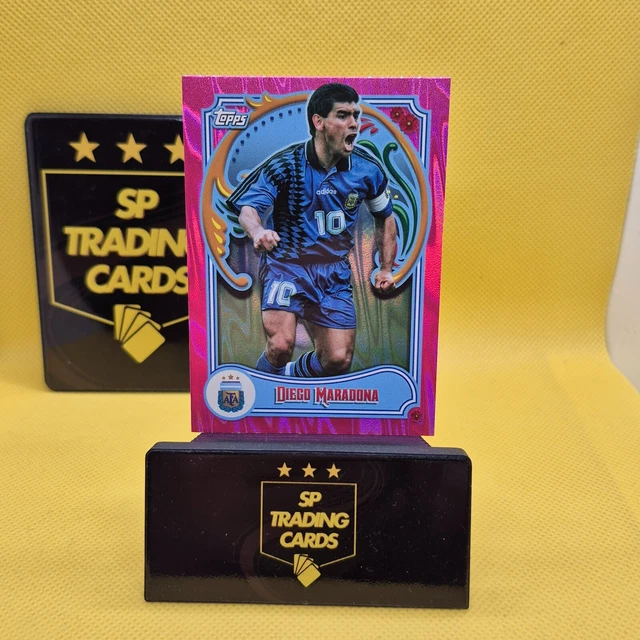 SP
TRADING
CARDS
topps
adidas
10
10
AFA
DIEGO MARADONA
SP
TRADING
CARDS